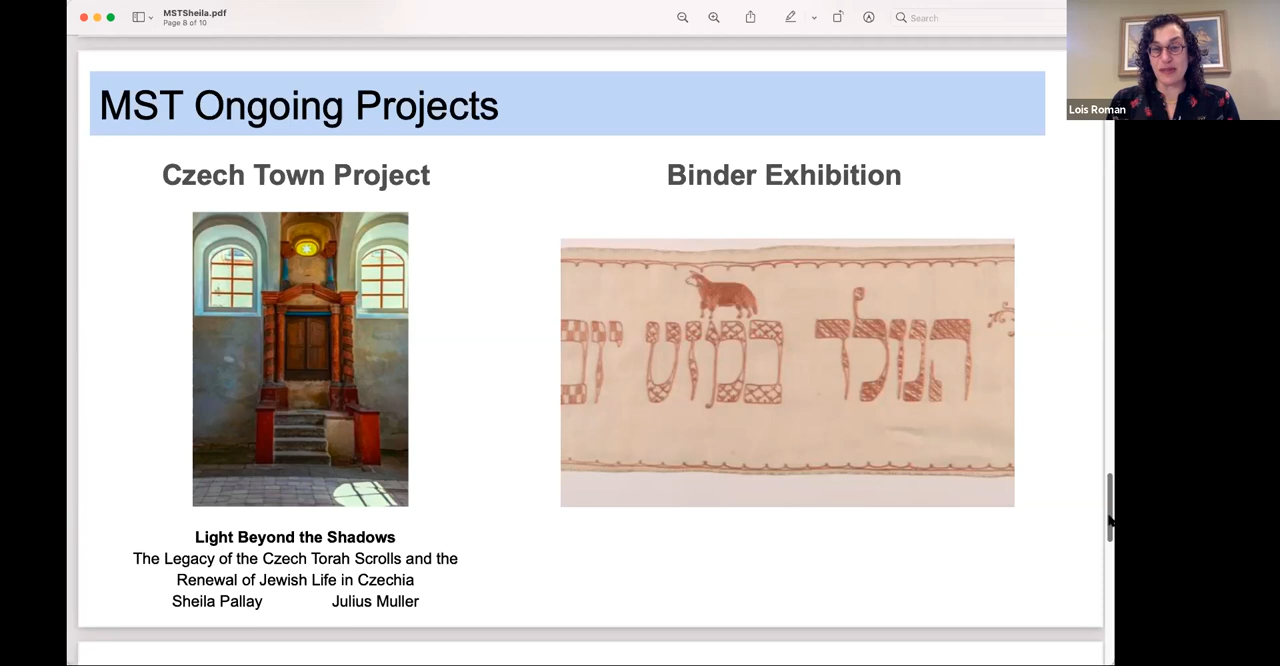 MSTSheila.pdf
Page 8 of 10
Search
Lois Roman
MST Ongoing Projects
Czech Town Project
Binder Exhibition
הנולד
Light Beyond the Shadows
The Legacy of the Czech Torah Scrolls and the
Renewal of Jewish Life in Czechia
Sheila Pallay Julius Muller